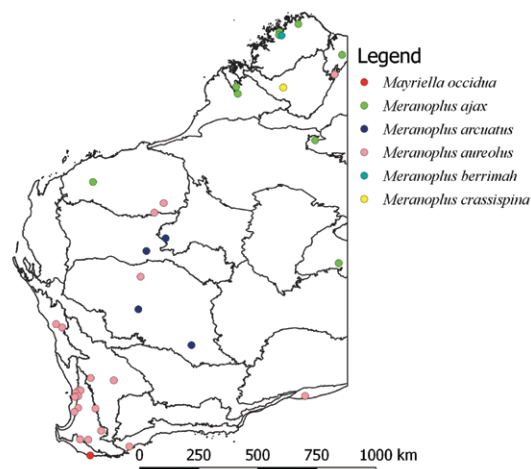 Legend
Mayriella occidua
Meranoplus ajax
Meranoplus arcuatus
Meranoplus aureolus
Meranoplus berrimah
Meranoplus crassispina
0 250 500 750 1000 km